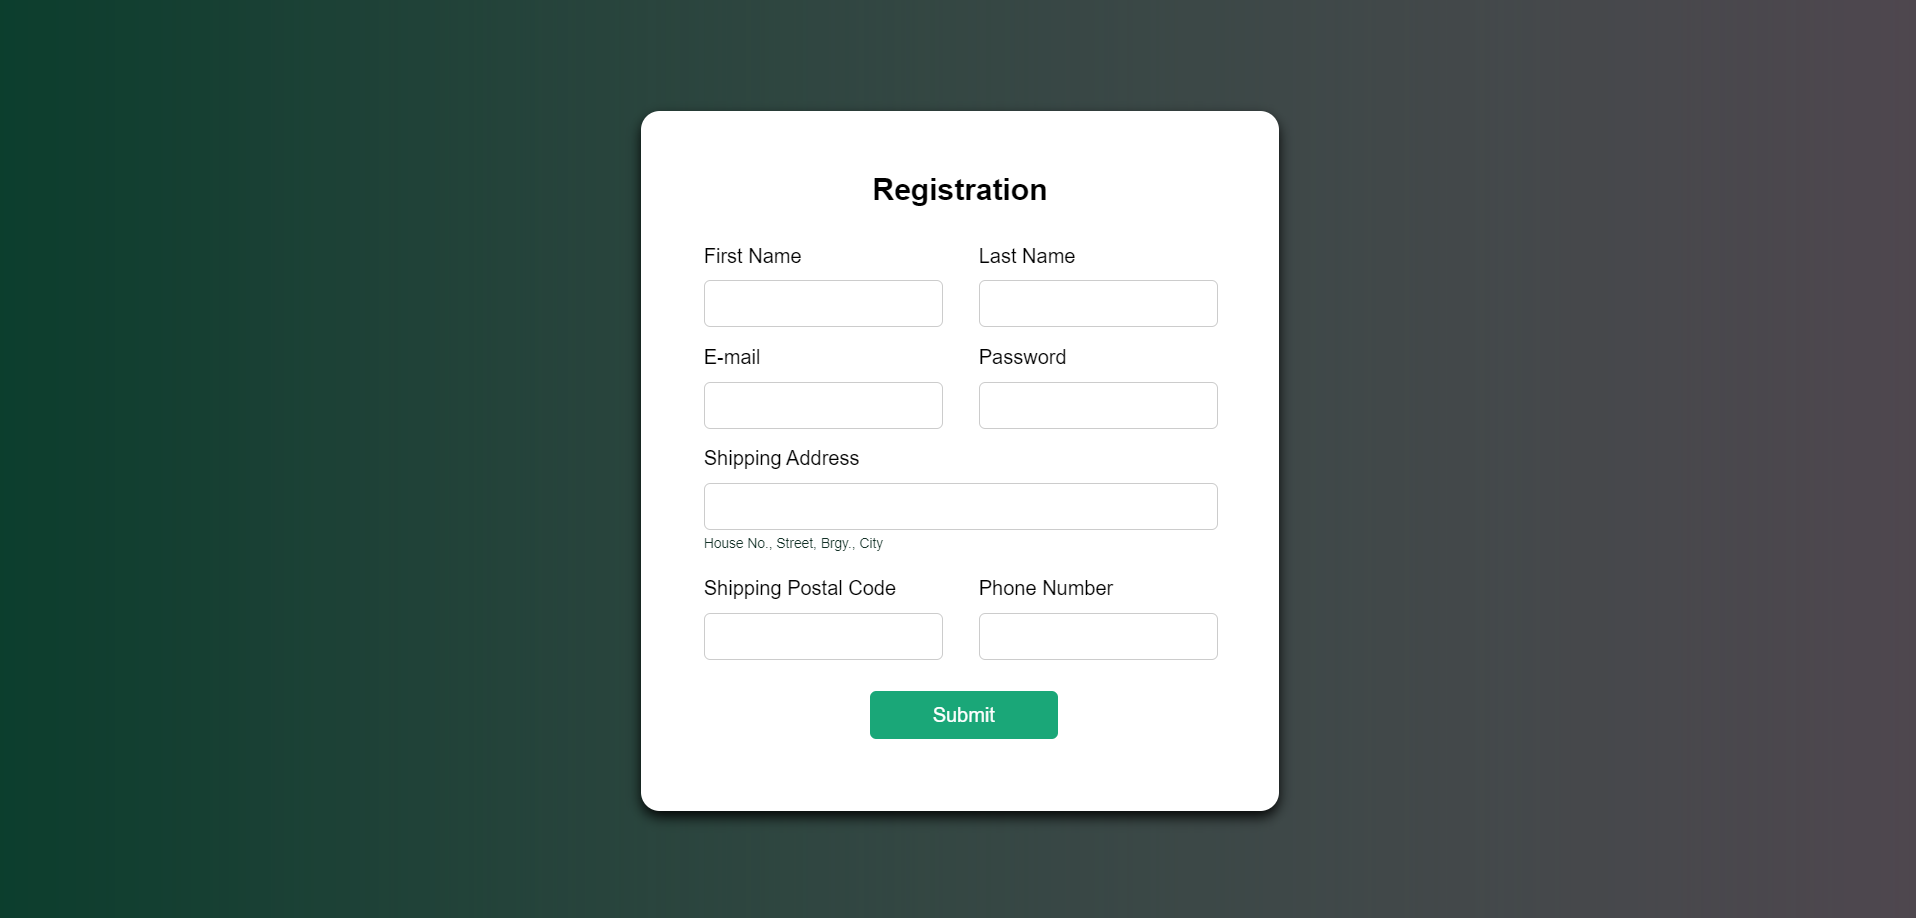 Registration
First Name
Last Name
E-mail
Password
Shipping Address
House No., Street, Brgy., City
Shipping Postal Code
Phone Number
Submit